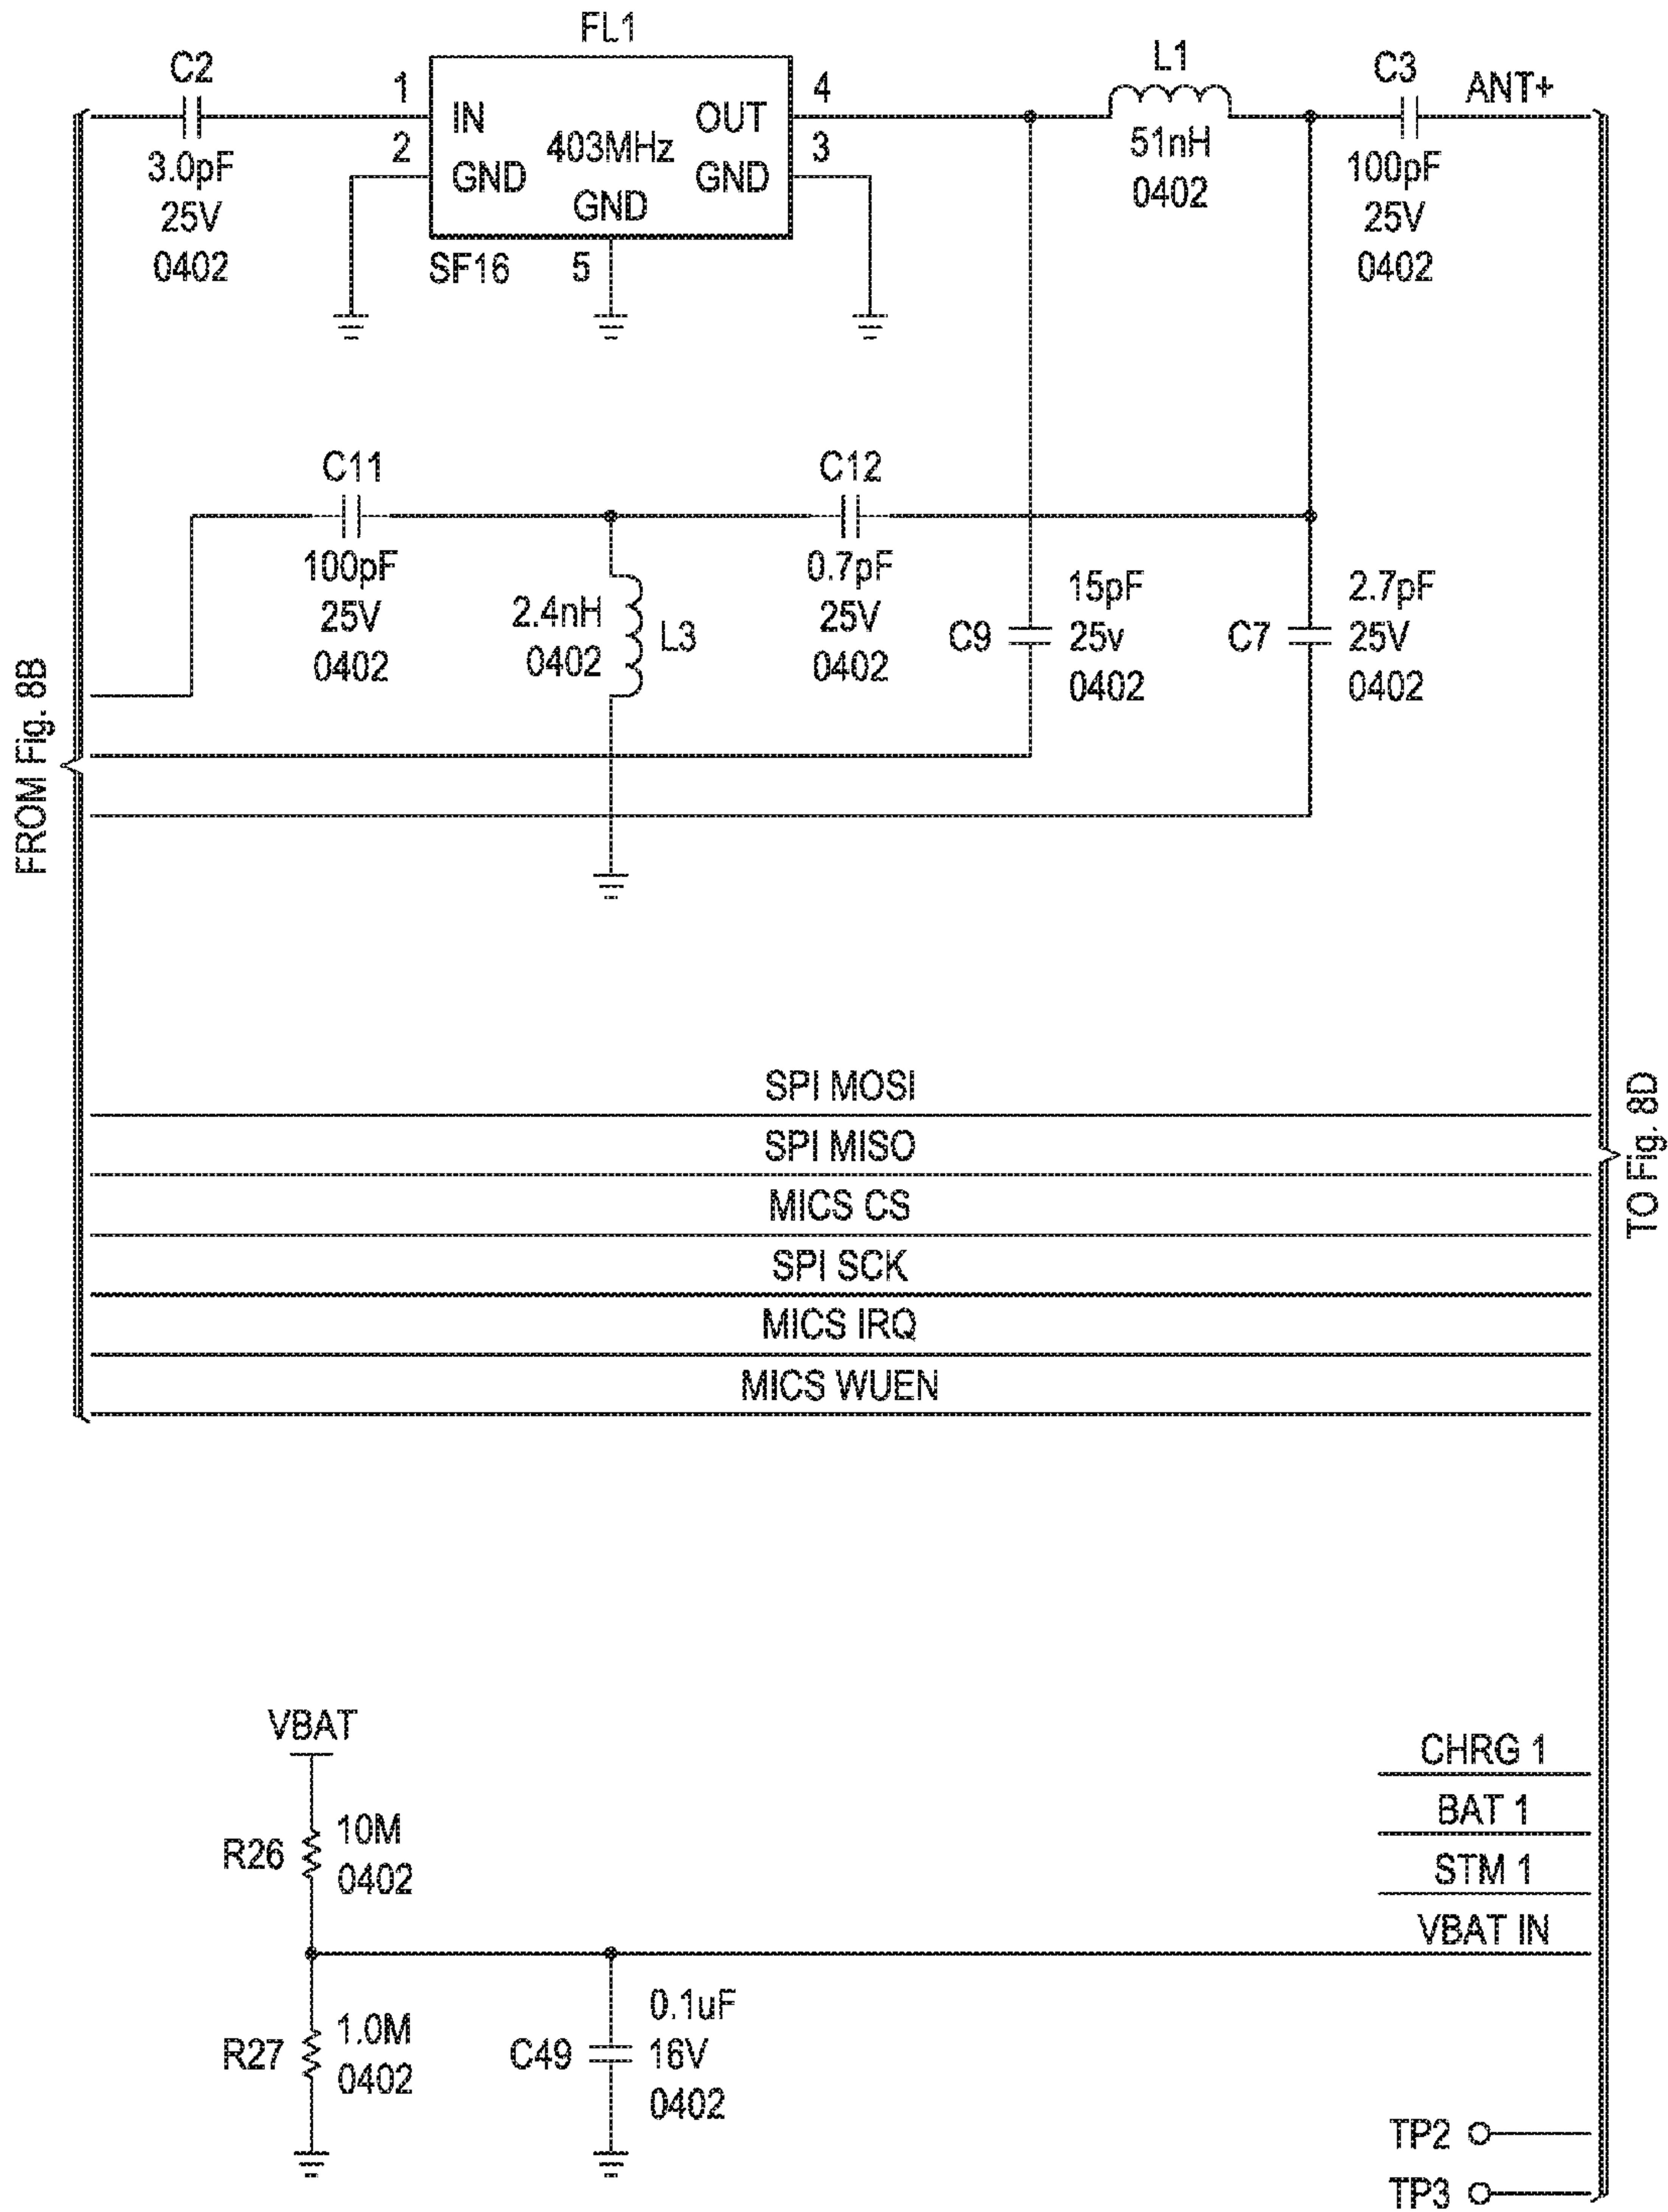 FL1
C2
3.0pF
25V
0402
1
2
IN
GND
403MHz
GND
OUT
GND
4
3
SF16
5
L1
51nH
0402
C3
100pF
25V
0402
ANT+
C11
100pF
25V
0402
2.4nH
0402
L3
C12
0.7pF
25V
0402
C9
15pF
25v
0402
C7
2.7pF
25V
0402
FROM Fig. 8B
SPI MOSI
SPI MISO
MICS CS
SPI SCK
MICS IRQ
MICS WUEN
TO Fig. 8D
VBAT
R26
10M
0402
R27
1.0M
0402
C49
0.1uF
16V
0402
CHRG 1
BAT 1
STM 1
VBAT IN
TP2
TP3